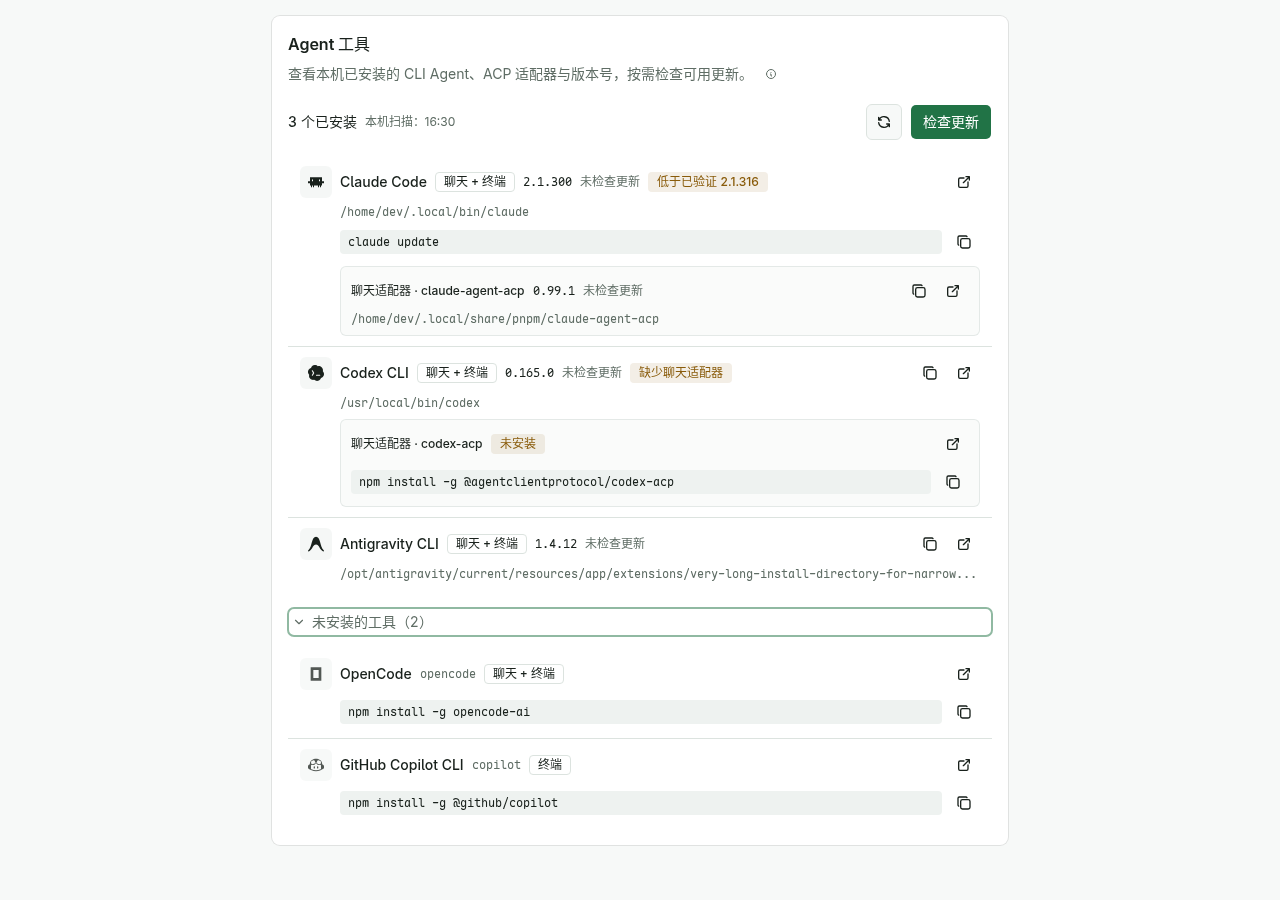 Agent 工具
查看本机已安装的 CLI Agent、ACP 适配器与版本号，按需检查可用更新。
3 个已安装 本机扫描：16:30 检查更新
Claude Code 聊天 + 终端 2.1.300 未检查更新 低于已验证 2.1.316
/home/dev/.local/bin/claude
claude update
聊天适配器 · claude-agent-acp 0.99.1 未检查更新
/home/dev/.local/share/pnpm/claude-agent-acp
Codex CLI 聊天 + 终端 0.165.0 未检查更新 缺少聊天适配器
/usr/local/bin/codex
聊天适配器 · codex-acp 未安装
npm install -g @agentclientprotocol/codex-acp
Antigravity CLI 聊天 + 终端 1.4.12 未检查更新
/opt/antigravity/current/resources/app/extensions/very-long-install-directory-for-narrow...
未安装的工具（2）
OpenCode opencode 聊天 + 终端
npm install -g opencode-ai
GitHub Copilot CLI copilot 终端
npm install -g @github/copilot